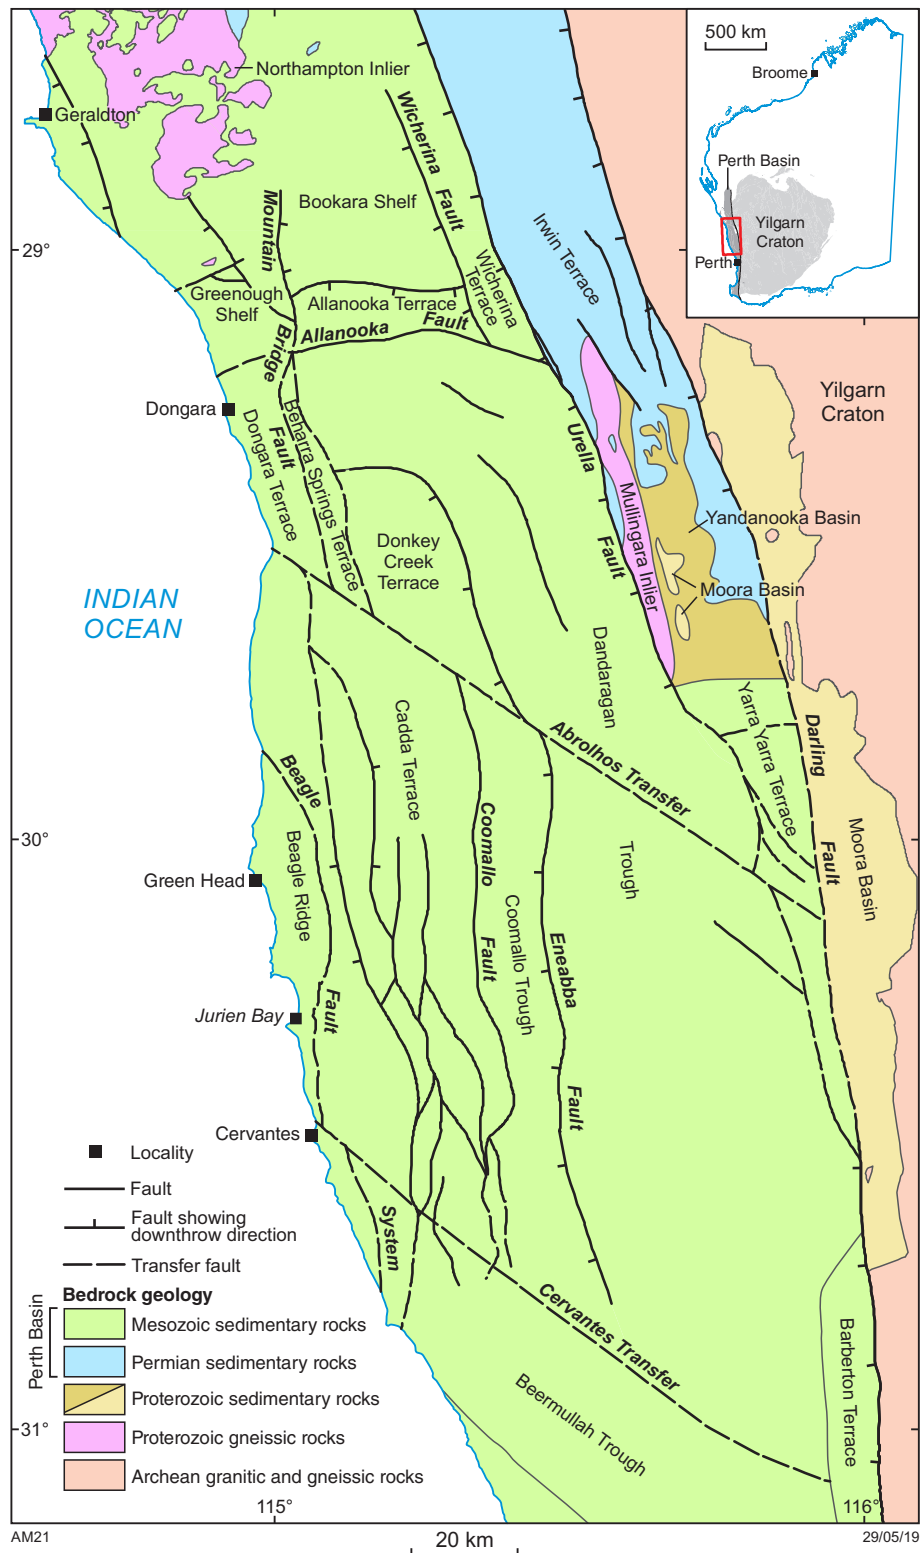 500 km
Broome
Perth Basin
Yilgarn
Craton
Perth
Northampton Inlier
Geraldton
Wicherina Fault
Bookara Shelf
Mountain
Bridge
Fault
29°
Irwin Terrace
Wicherina
Terrace
Greenough
Shelf
Allanooka Terrace
Allanooka Fault
Yilgarn
Craton
Dongara
Dongara Terrace
Beharra Springs Terrace
Urella
Fault
Mullingara Inlier
Yandanooka Basin
Donkey
Creek
Terrace
Moora Basin
INDIAN
OCEAN
Dandaragan
Trough
Yarra Yarra Terrace
Darling
Fault
Cadda Terrace
Abrolhos Transfer
Beagle
Fault
System
30°
Beagle Ridge
Green Head
Coomallo
Fault
Coomallo Trough
Eneabba
Fault
Moora Basin
Jurien Bay
Cervantes
Cervantes Transfer
Beermullah Trough
Barberton Terrace
Locality
Fault
Fault showing
downthrow direction
Transfer fault
Bedrock geology
Perth Basin
Mesozoic sedimentary rocks
Permian sedimentary rocks
Proterozoic sedimentary rocks
Proterozoic gneissic rocks
Archean granitic and gneissic rocks
31°
115°
116°
AM21
20 km
29/05/19